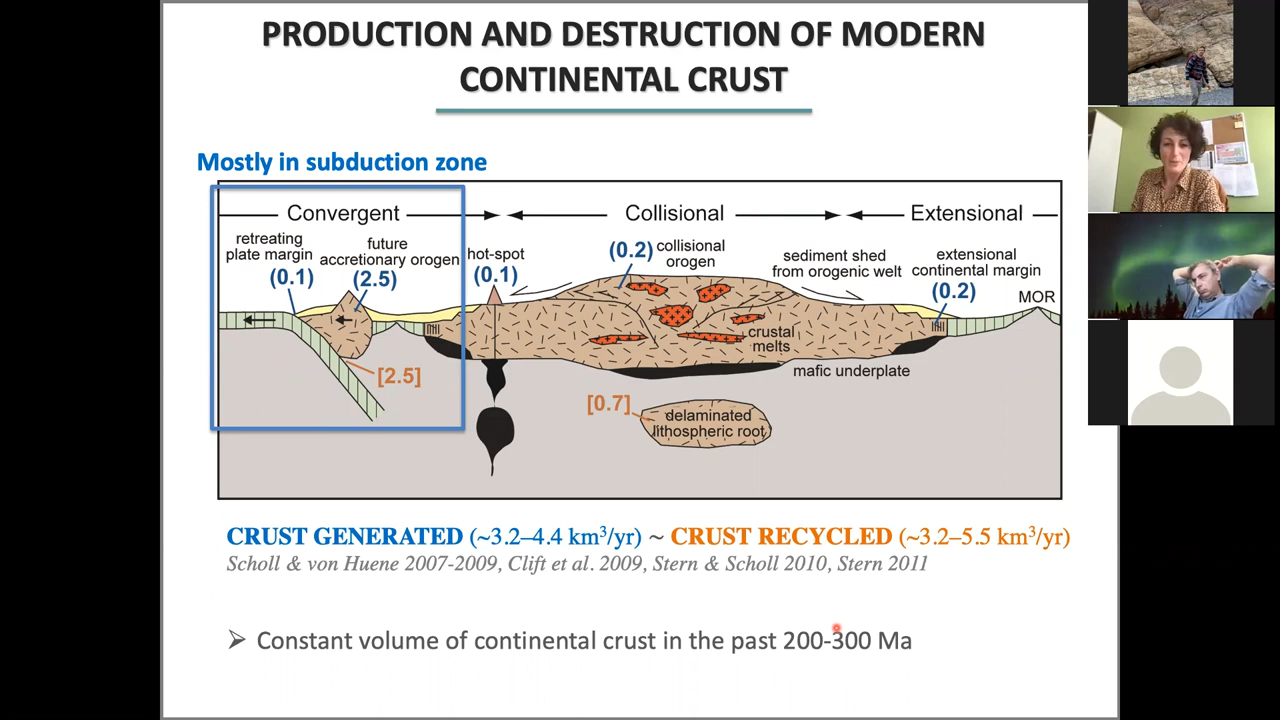 PRODUCTION AND DESTRUCTION OF MODERN
CONTINENTAL CRUST
Mostly in subduction zone
Convergent
Collisional
Extensional
retreating
plate margin
(0.1)
future
accretionary orogen
(2.5)
hot-spot
(0.1)
(0.2)
collisional
orogen
sediment shed
from orogenic welt
extensional
continental margin
(0.2)
MOR
crustal
melts
[2.5]
mafic underplate
[0.7]
delaminated
lithospheric root
CRUST GENERATED (~3.2–4.4 km³/yr) ~ CRUST RECYCLED (~3.2–5.5 km³/yr)
Scholl & von Huene 2007-2009, Clift et al. 2009, Stern & Scholl 2010, Stern 2011
➢ Constant volume of continental crust in the past 200-300 Ma